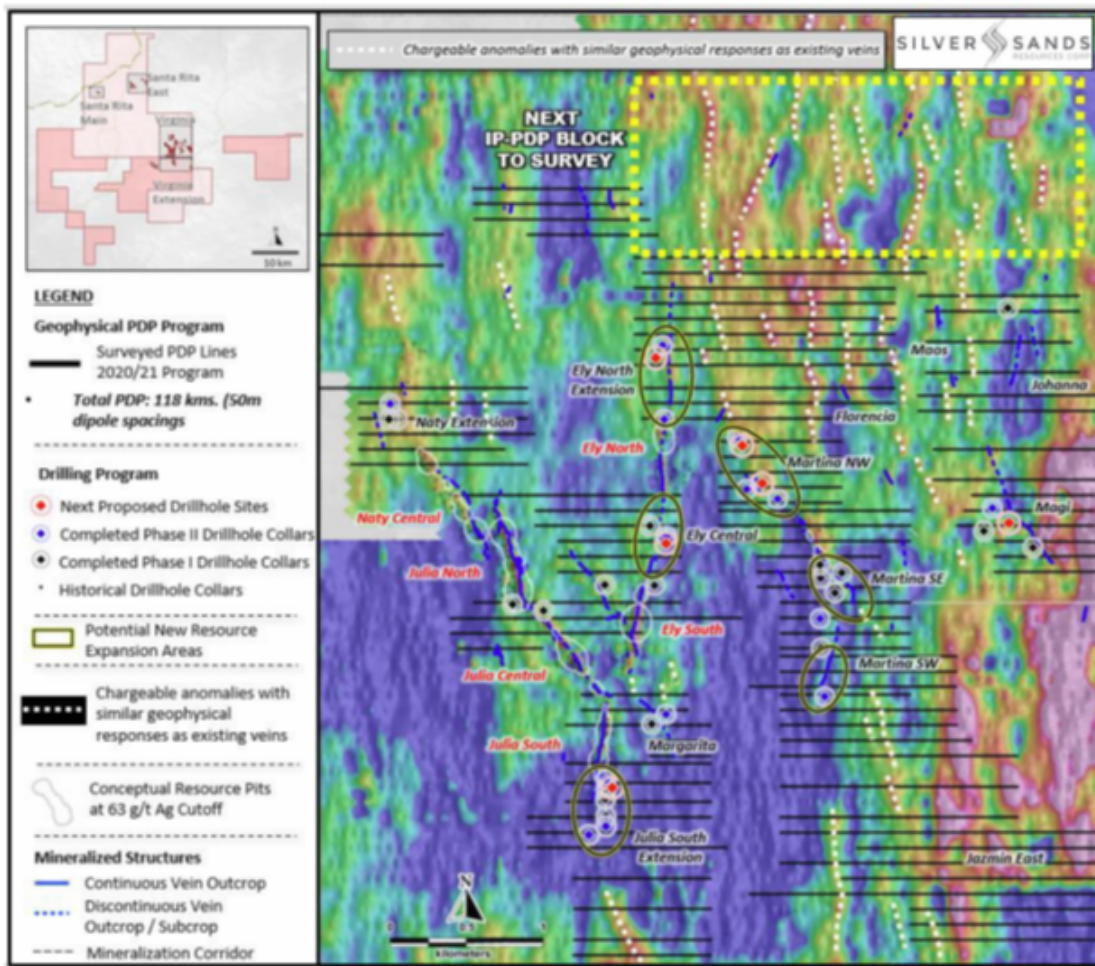 Santa Rita
East
Santa Rita
Main
Virginia
Virginia
Extension
10 km
LEGEND
Geophysical PDP Program
Surveyed PDP Lines
2020/21 Program
• Total PDP: 118 kms. (50m
dipole spacings
Drilling Program
Next Proposed Drillhole Sites
Completed Phase II Drillhole Collars
Completed Phase I Drillhole Collars
Historical Drillhole Collars
Potential New Resource
Expansion Areas
Chargeable anomalies with
similar geophysical
responses as existing veins
Conceptual Resource Pits
at 63 g/t Ag Cutoff
Mineralized Structures
Continuous Vein Outcrop
Discontinuous Vein
Outcrop / Subcrop
Mineralization Corridor
Chargeable anomalies with similar geophysical responses as existing veins
SILVER SANDS
RESOURCES CORP
NEXT
IP-PDP BLOCK
TO SURVEY
Ely North
Extension
Maos
Johanna
Naty Extension
Florencia
Ely North
Martina NW
Naty Central
Ely Central
Magi
Julia North
Martina SE
Ely South
Julia Central
Martina SW
Julia South
Margarita
Julia South
Extension
Jazmin East
N
0 0.5 1
kilometers